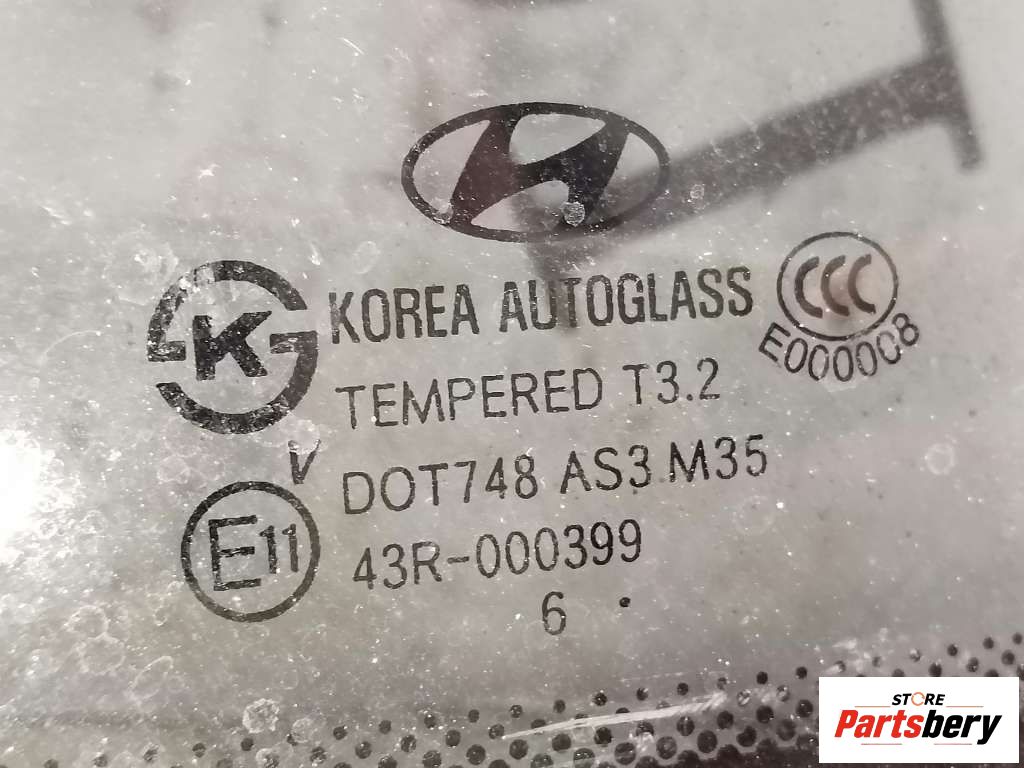 KOREA AUTOGLASS
CCC
E000008
K
TEMPERED T3.2
V
DOT748 AS3 M35
E11
43R-000399
6 .
STORE
Partsbery